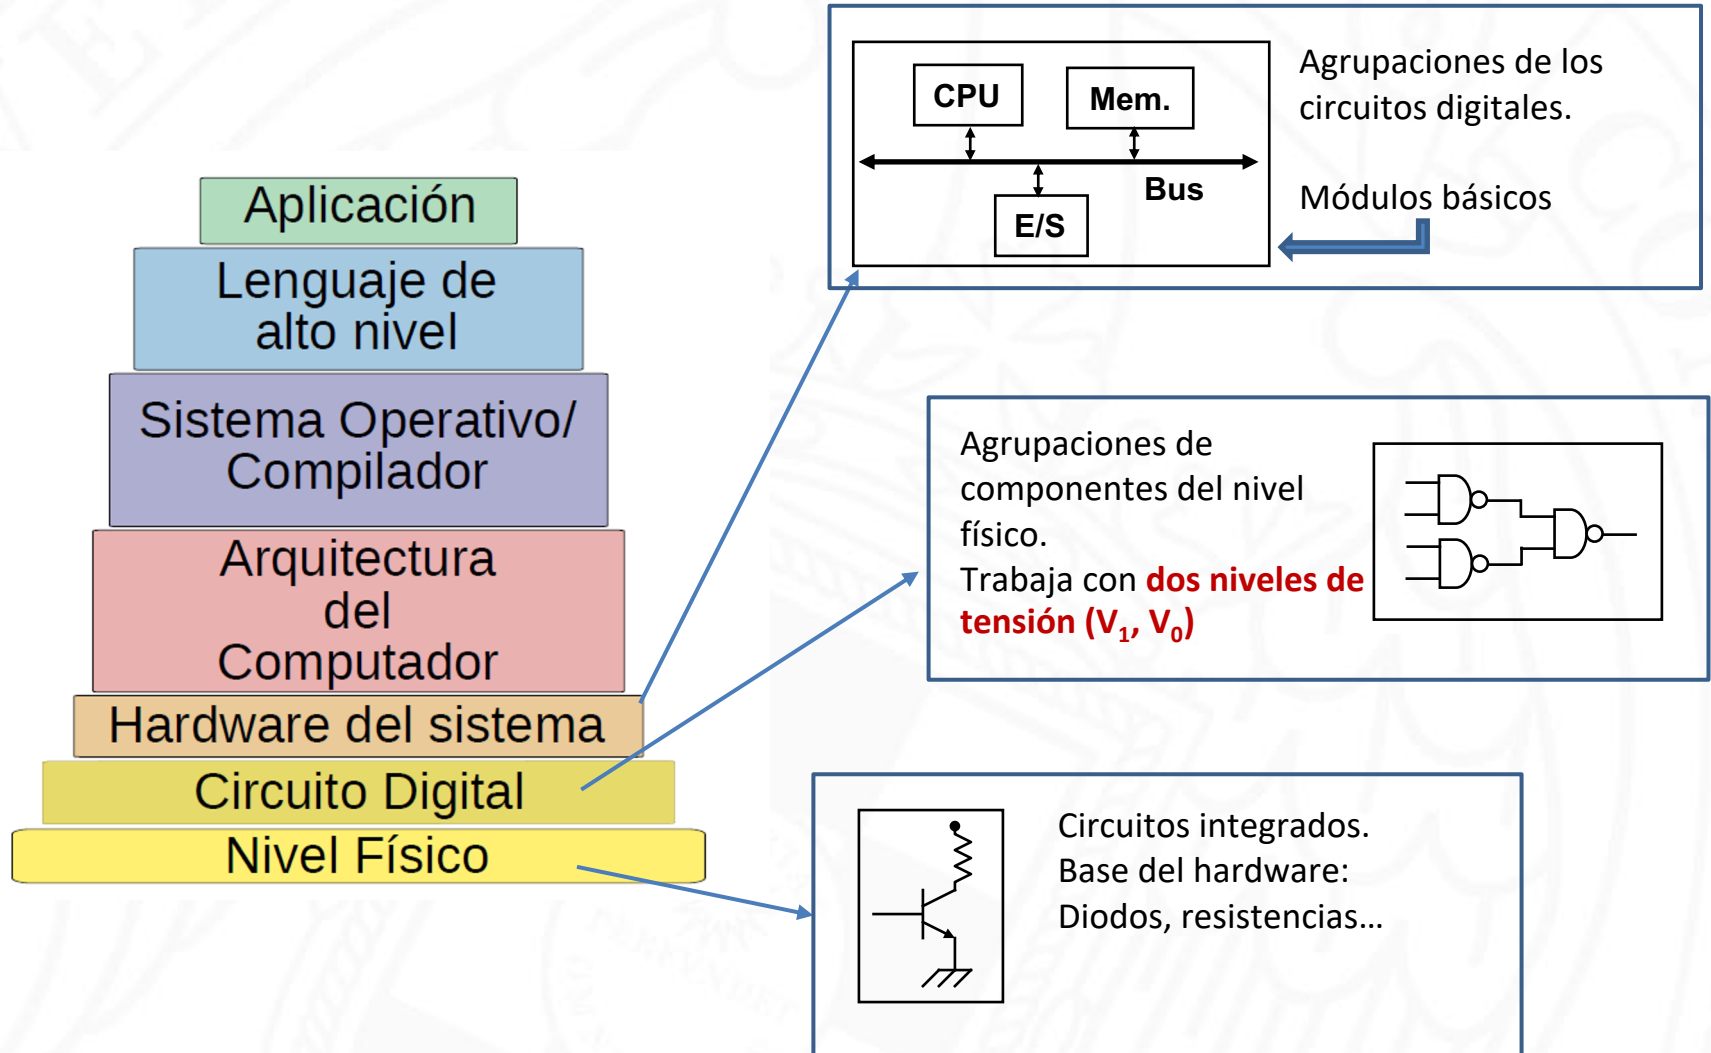 Aplicación
Lenguaje de
alto nivel
Sistema Operativo/
Compilador
Arquitectura
del
Computador
Hardware del sistema
Circuito Digital
Nivel Físico
CPU
Mem.
Bus
E/S
Agrupaciones de los
circuitos digitales.
Módulos básicos
Agrupaciones de
componentes del nivel
físico.
Trabaja con dos niveles de
tensión (V₁, V₀)
Circuitos integrados.
Base del hardware:
Diodos, resistencias...